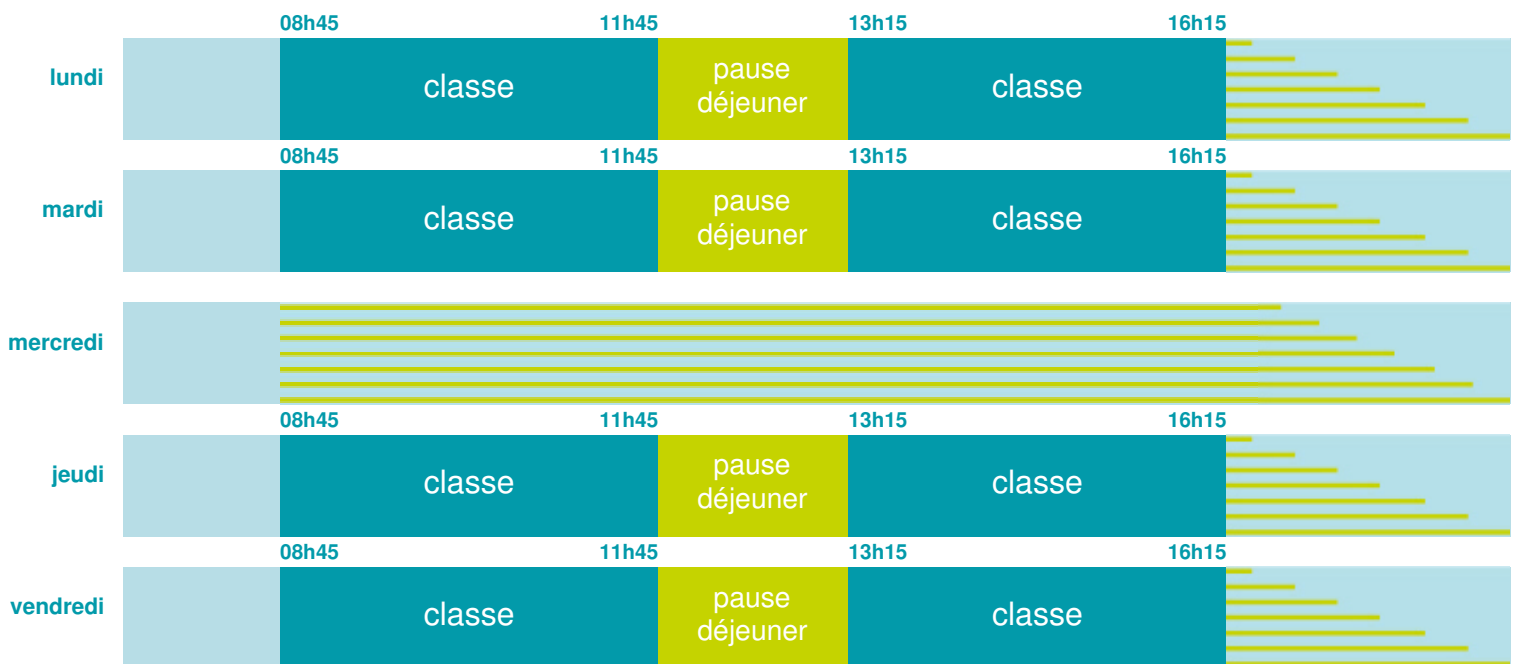 08h45 11h45 13h15 16h15
lundi classe pause déjeuner classe
08h45 11h45 13h15 16h15
mardi classe pause déjeuner classe
mercredi
08h45 11h45 13h15 16h15
jeudi classe pause déjeuner classe
08h45 11h45 13h15 16h15
vendredi classe pause déjeuner classe